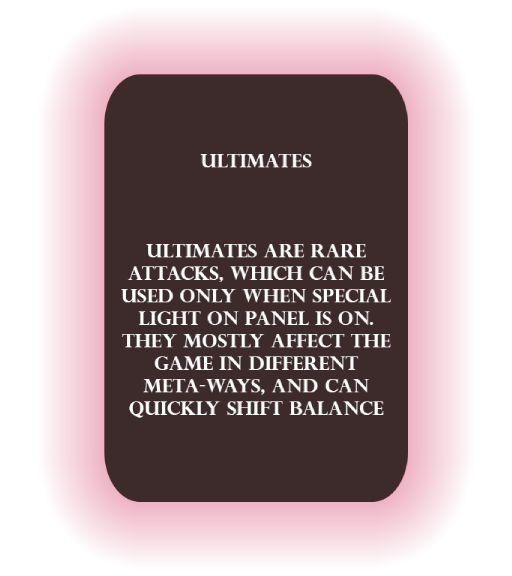 ULTIMATES
ULTIMATES ARE RARE
ATTACKS, WHICH CAN BE
USED ONLY WHEN SPECIAL
LIGHT ON PANEL IS ON.
THEY MOSTLY AFFECT THE
GAME IN DIFFERENT
META-WAYS, AND CAN
QUICKLY SHIFT BALANCE